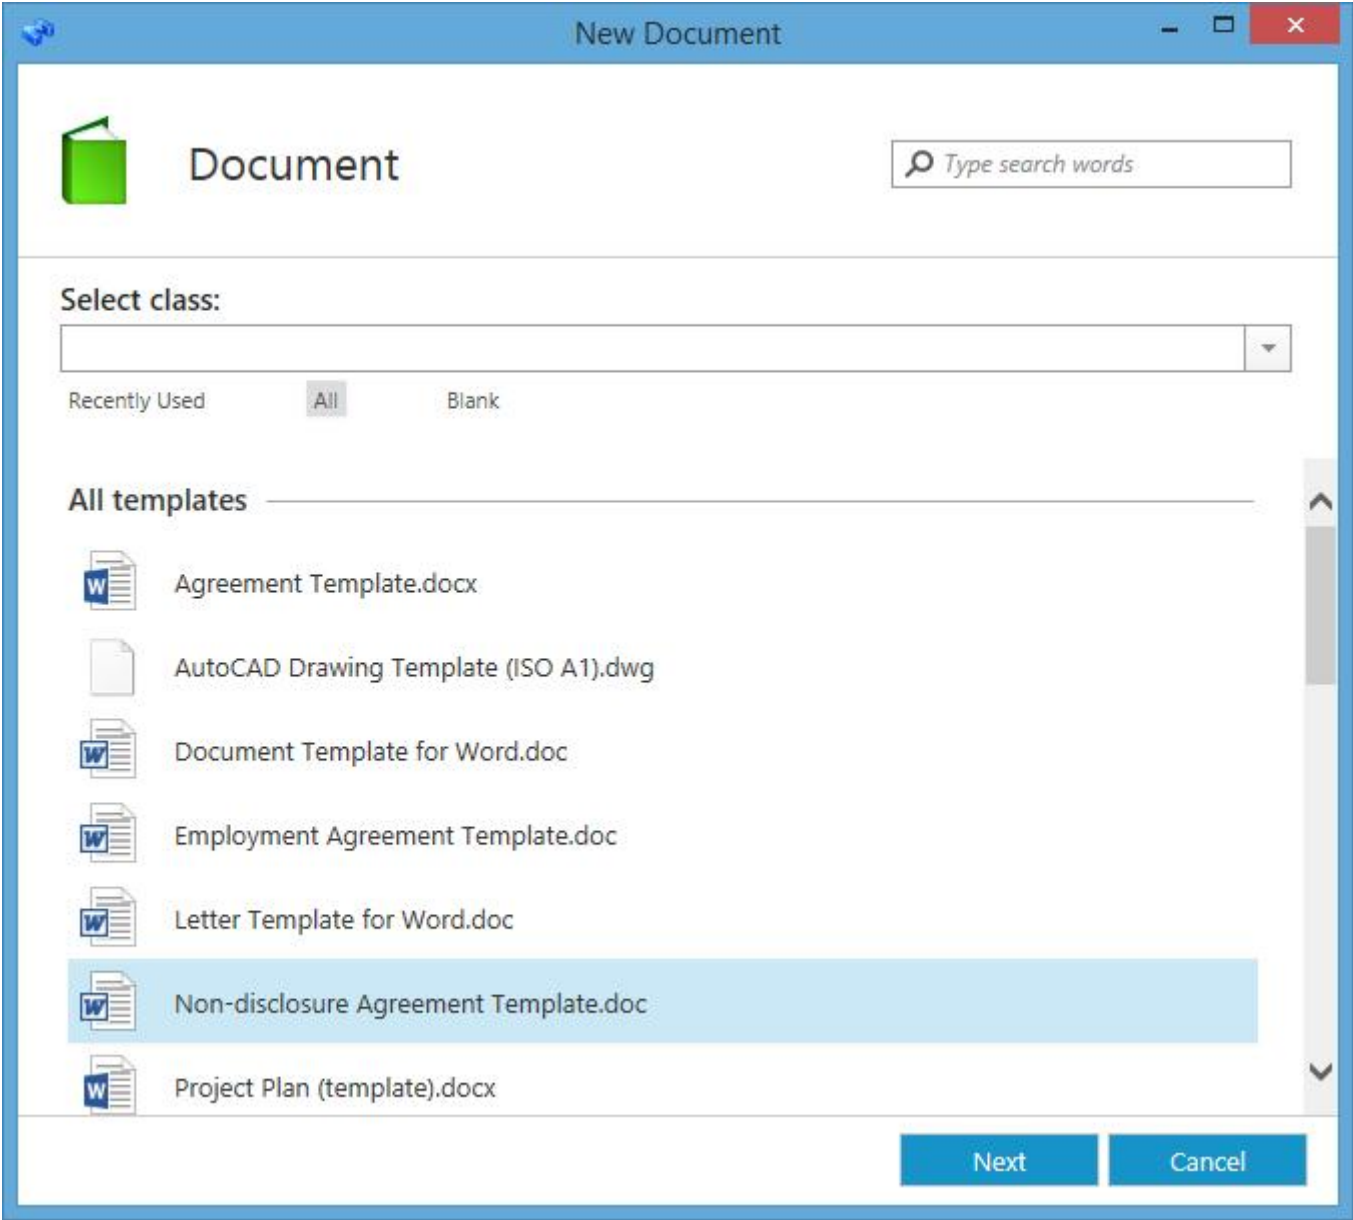 New Document
Document
Type search words
Select class:
Recently Used All Blank
All templates
Agreement Template.docx
AutoCAD Drawing Template (ISO A1).dwg
Document Template for Word.doc
Employment Agreement Template.doc
Letter Template for Word.doc
Non-disclosure Agreement Template.doc
Project Plan (template).docx
Next Cancel